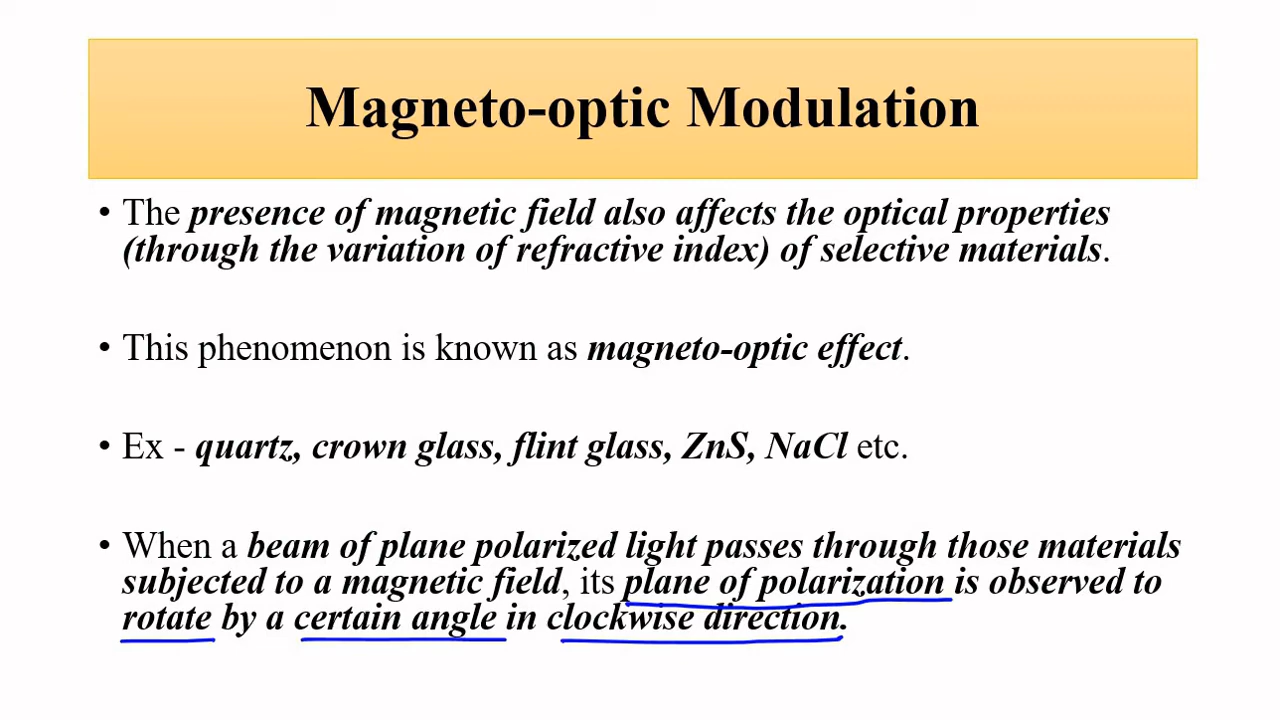 Magneto-optic Modulation
• The presence of magnetic field also affects the optical properties
(through the variation of refractive index) of selective materials.
• This phenomenon is known as magneto-optic effect.
• Ex - quartz, crown glass, flint glass, ZnS, NaCl etc.
• When a beam of plane polarized light passes through those materials
subjected to a magnetic field, its plane of polarization is observed to
rotate by a certain angle in clockwise direction.